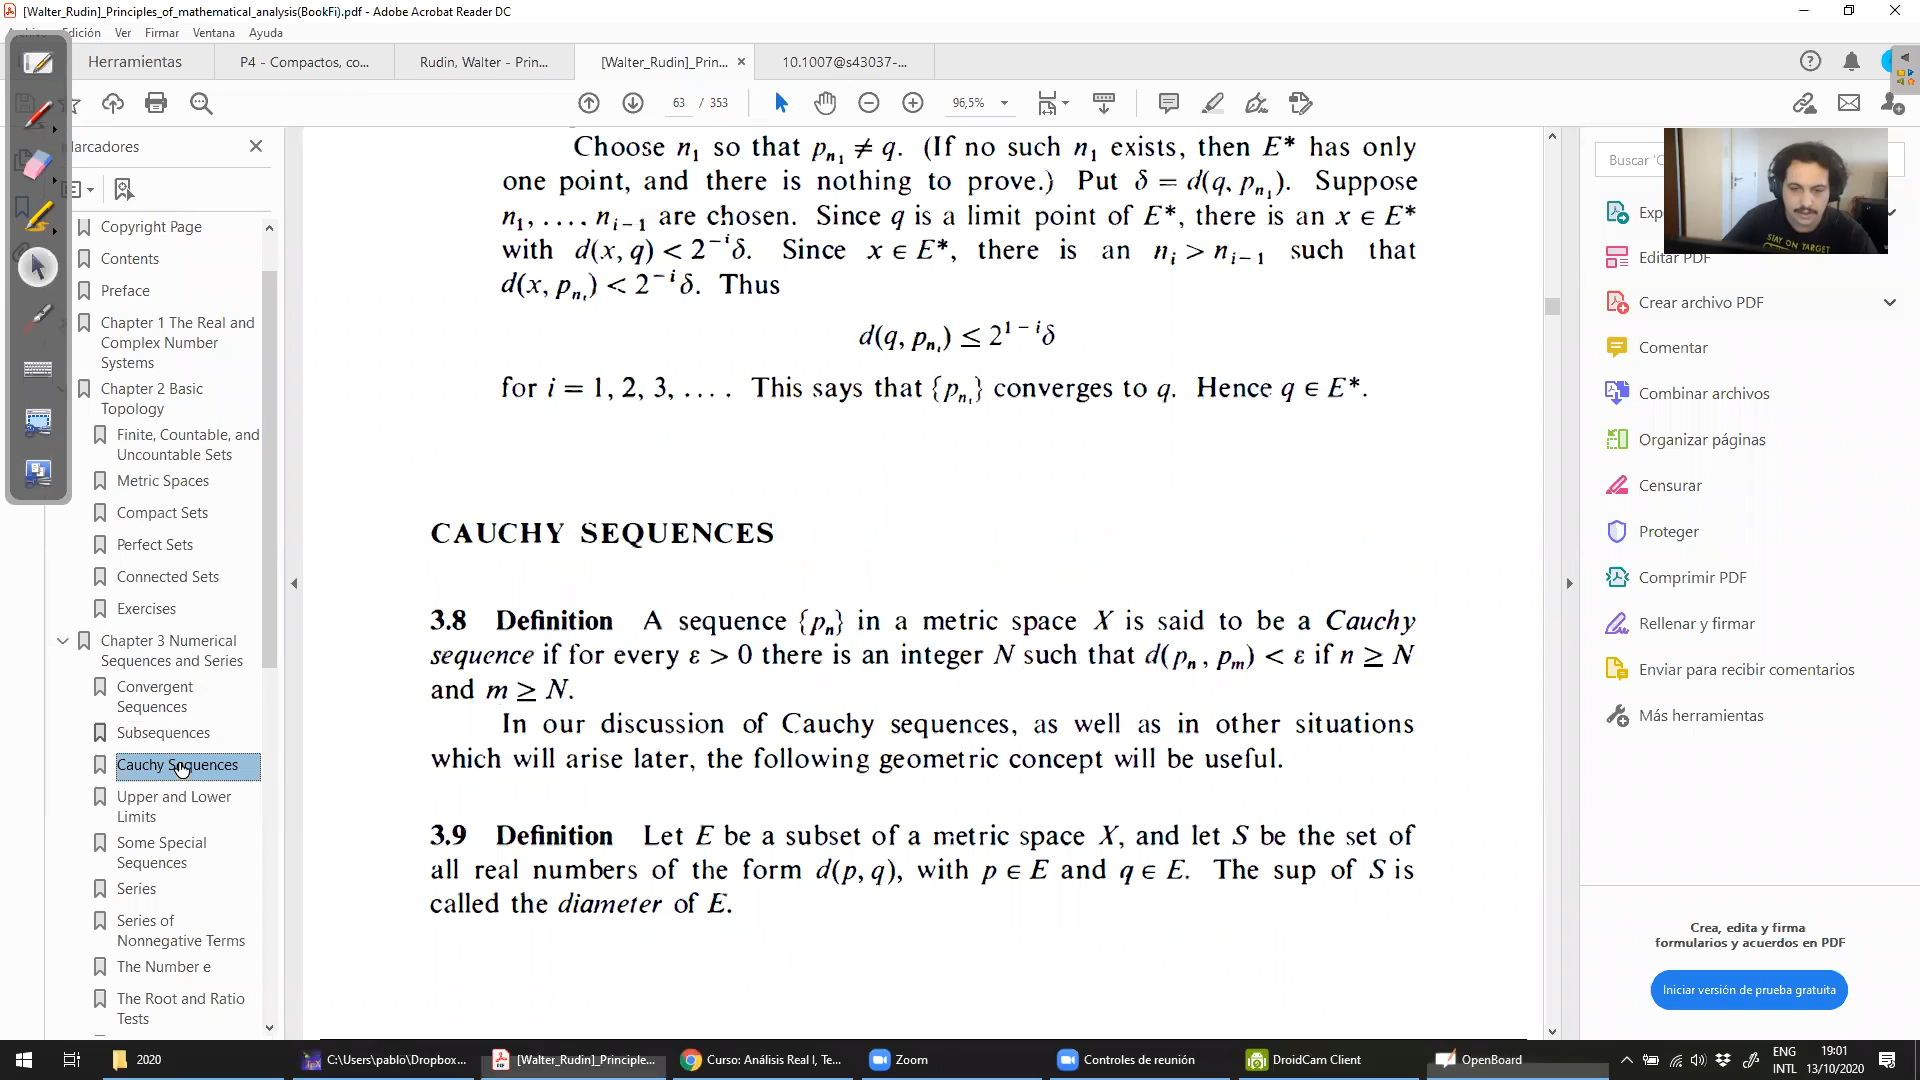 [Walter_Rudin]_Principles_of_mathematical_analysis(BookFi).pdf - Adobe Acrobat Reader DC
Edición Ver Firmar Ventana Ayuda
Herramientas
P4 - Compactos, co...
Rudin, Walter - Prin...
[Walter_Rudin]_Prin...
10.1007@s43037-...
63 / 353
96,5%
Marcadores
Copyright Page
Contents
Preface
Chapter 1 The Real and
Complex Number
Systems
Chapter 2 Basic
Topology
Finite, Countable, and
Uncountable Sets
Metric Spaces
Compact Sets
Perfect Sets
Connected Sets
Exercises
Chapter 3 Numerical
Sequences and Series
Convergent
Sequences
Subsequences
Cauchy Sequences
Upper and Lower
Limits
Some Special
Sequences
Series
Series of
Nonnegative Terms
The Number e
The Root and Ratio
Tests
Choose n₁ so that pₙ₁ ≠ q. (If no such n₁ exists, then E* has only
one point, and there is nothing to prove.) Put δ = d(q, pₙ₁). Suppose
n₁, . . . , nᵢ₋₁ are chosen. Since q is a limit point of E*, there is an x ∈ E*
with d(x, q) < 2⁻ⁱδ. Since x ∈ E*, there is an nᵢ > nᵢ₋₁ such that
d(x, pₙᵢ) < 2⁻ⁱδ. Thus
d(q, pₙᵢ) ≤ 2¹⁻ⁱδ
for i = 1, 2, 3, . . . . This says that {pₙᵢ} converges to q. Hence q ∈ E*.
CAUCHY SEQUENCES
3.8 Definition A sequence {pₙ} in a metric space X is said to be a Cauchy
sequence if for every ε > 0 there is an integer N such that d(pₙ, pₘ) < ε if n ≥ N
and m ≥ N.
In our discussion of Cauchy sequences, as well as in other situations
which will arise later, the following geometric concept will be useful.
3.9 Definition Let E be a subset of a metric space X, and let S be the set of
all real numbers of the form d(p, q), with p ∈ E and q ∈ E. The sup of S is
called the diameter of E.
Buscar
STAY ON TARGET
Editar PDF
Crear archivo PDF
Comentar
Combinar archivos
Organizar páginas
Censurar
Proteger
Comprimir PDF
Rellenar y firmar
Enviar para recibir comentarios
Más herramientas
Crea, edita y firma
formularios y acuerdos en PDF
Iniciar versión de prueba gratuita
2020
C:\Users\pablo\Dropbox...
[Walter_Rudin]_Principle...
Curso: Análisis Real I, Te...
Zoom
Controles de reunión
DroidCam Client
OpenBoard
ENG
INTL
19:01
13/10/2020